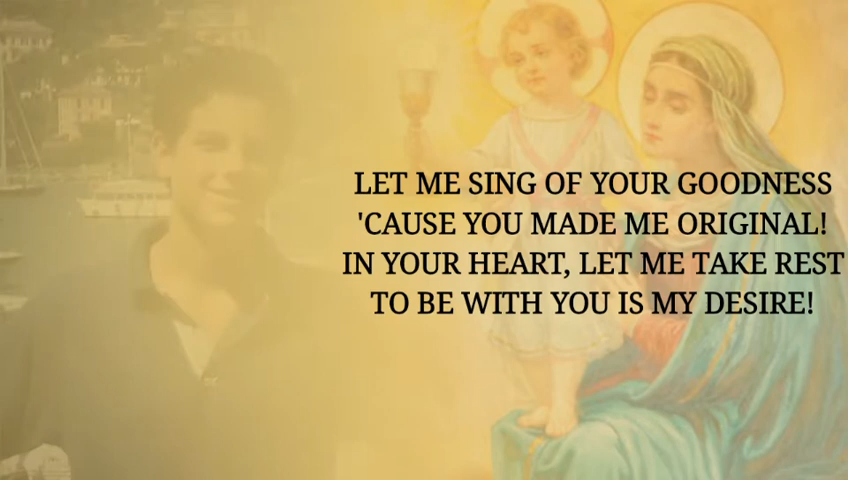 LET ME SING OF YOUR GOODNESS
'CAUSE YOU MADE ME ORIGINAL!
IN YOUR HEART, LET ME TAKE REST
TO BE WITH YOU IS MY DESIRE!